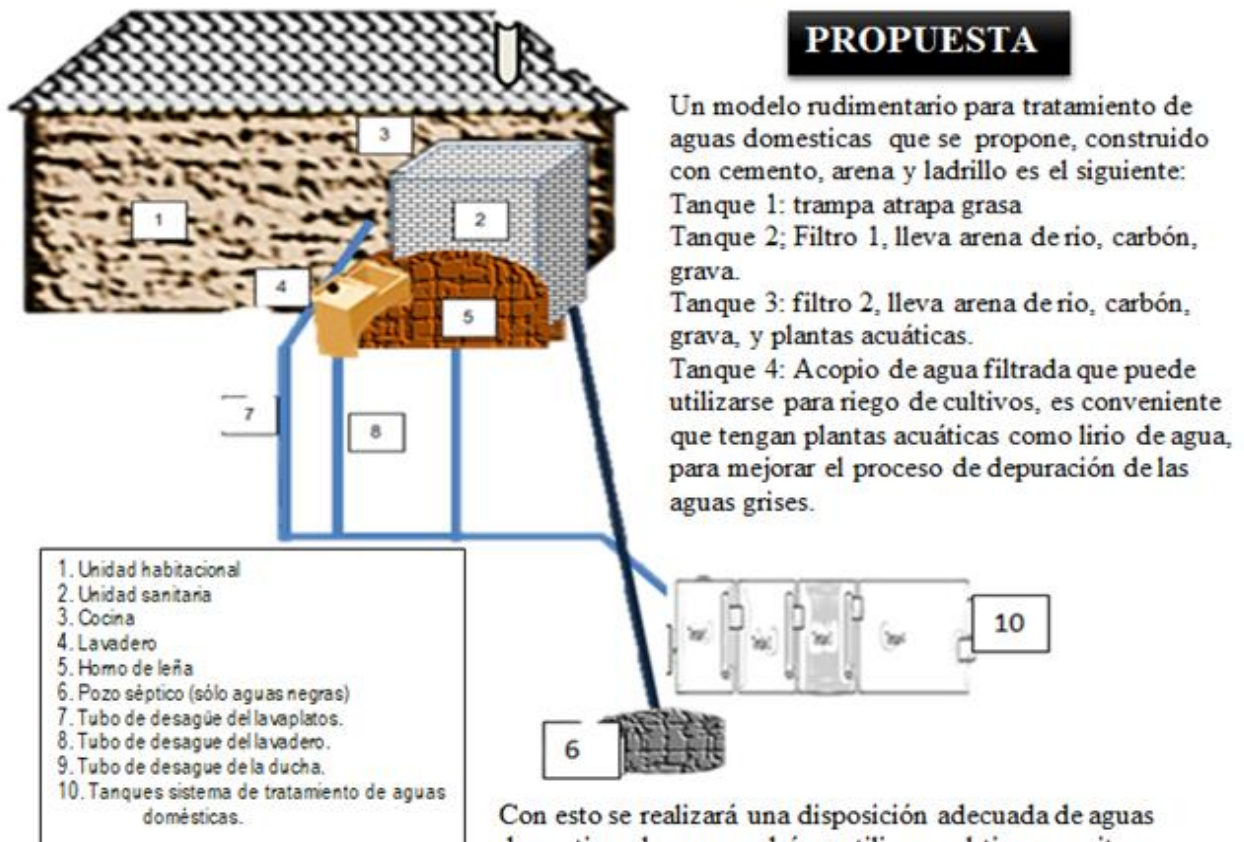 PROPUESTA
Un modelo rudimentario para tratamiento de
aguas domesticas que se propone, construido
con cemento, arena y ladrillo es el siguiente:
Tanque 1: trampa atrapa grasa
Tanque 2; Filtro 1, lleva arena de rio, carbón,
grava.
Tanque 3: filtro 2, lleva arena de rio, carbón,
grava, y plantas acuáticas.
Tanque 4: Acopio de agua filtrada que puede
utilizarse para riego de cultivos, es conveniente
que tengan plantas acuáticas como lirio de agua,
para mejorar el proceso de depuración de las
aguas grises.
3
1
2
4
5
7
8
10
6
1. Unidad habitacional
2. Unidad sanitaria
3. Cocina
4. Lavadero
5. Horno de leña
6. Pozo séptico (sólo aguas negras)
7. Tubo de desagüe del lavaplatos.
8. Tubo de desague del lavadero.
9. Tubo de desague de la ducha.
10. Tanques sistema de tratamiento de aguas
domésticas.
Con esto se realizará una disposición adecuada de aguas